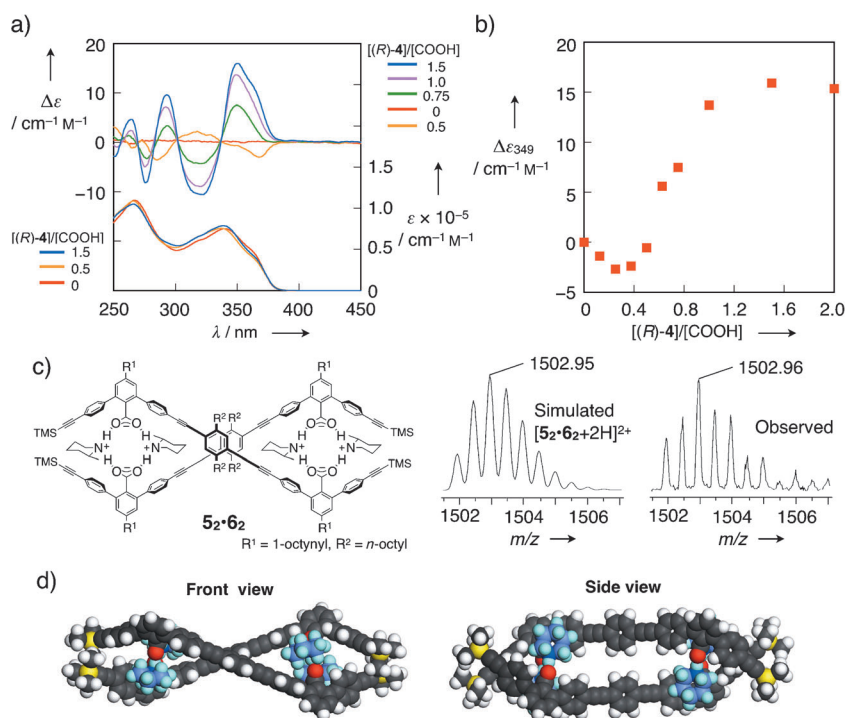 a)
20
10
0
−10
Δε
/ cm⁻¹ M⁻¹
[(R)-4]/[COOH]
1.5
1.0
0.75
0
0.5
1.5
1.0
0.5
0
ε × 10⁻⁵
/ cm⁻¹ M⁻¹
[(R)-4]/[COOH]
1.5
0.5
0
250 300 350 400 450
λ / nm
b)
20
15
10
5
0
−5
Δε₃₄₉
/ cm⁻¹ M⁻¹
0 0.4 0.8 1.2 1.6 2.0
[(R)-4]/[COOH]
c)
R¹ R¹
TMS TMS
O O O O
R² R²
H H H H
N⁺ ⁺N N⁺ ⁺N
H H H H
R² R²
O O O O
TMS TMS
R¹ R¹
5₂•6₂
R¹ = 1-octynyl, R² = n-octyl
1502.95
Simulated
[5₂•6₂+2H]²⁺
1502 1504 1506
m/z
1502.96
Observed
1502 1504 1506
m/z
d)
Front view
Side view